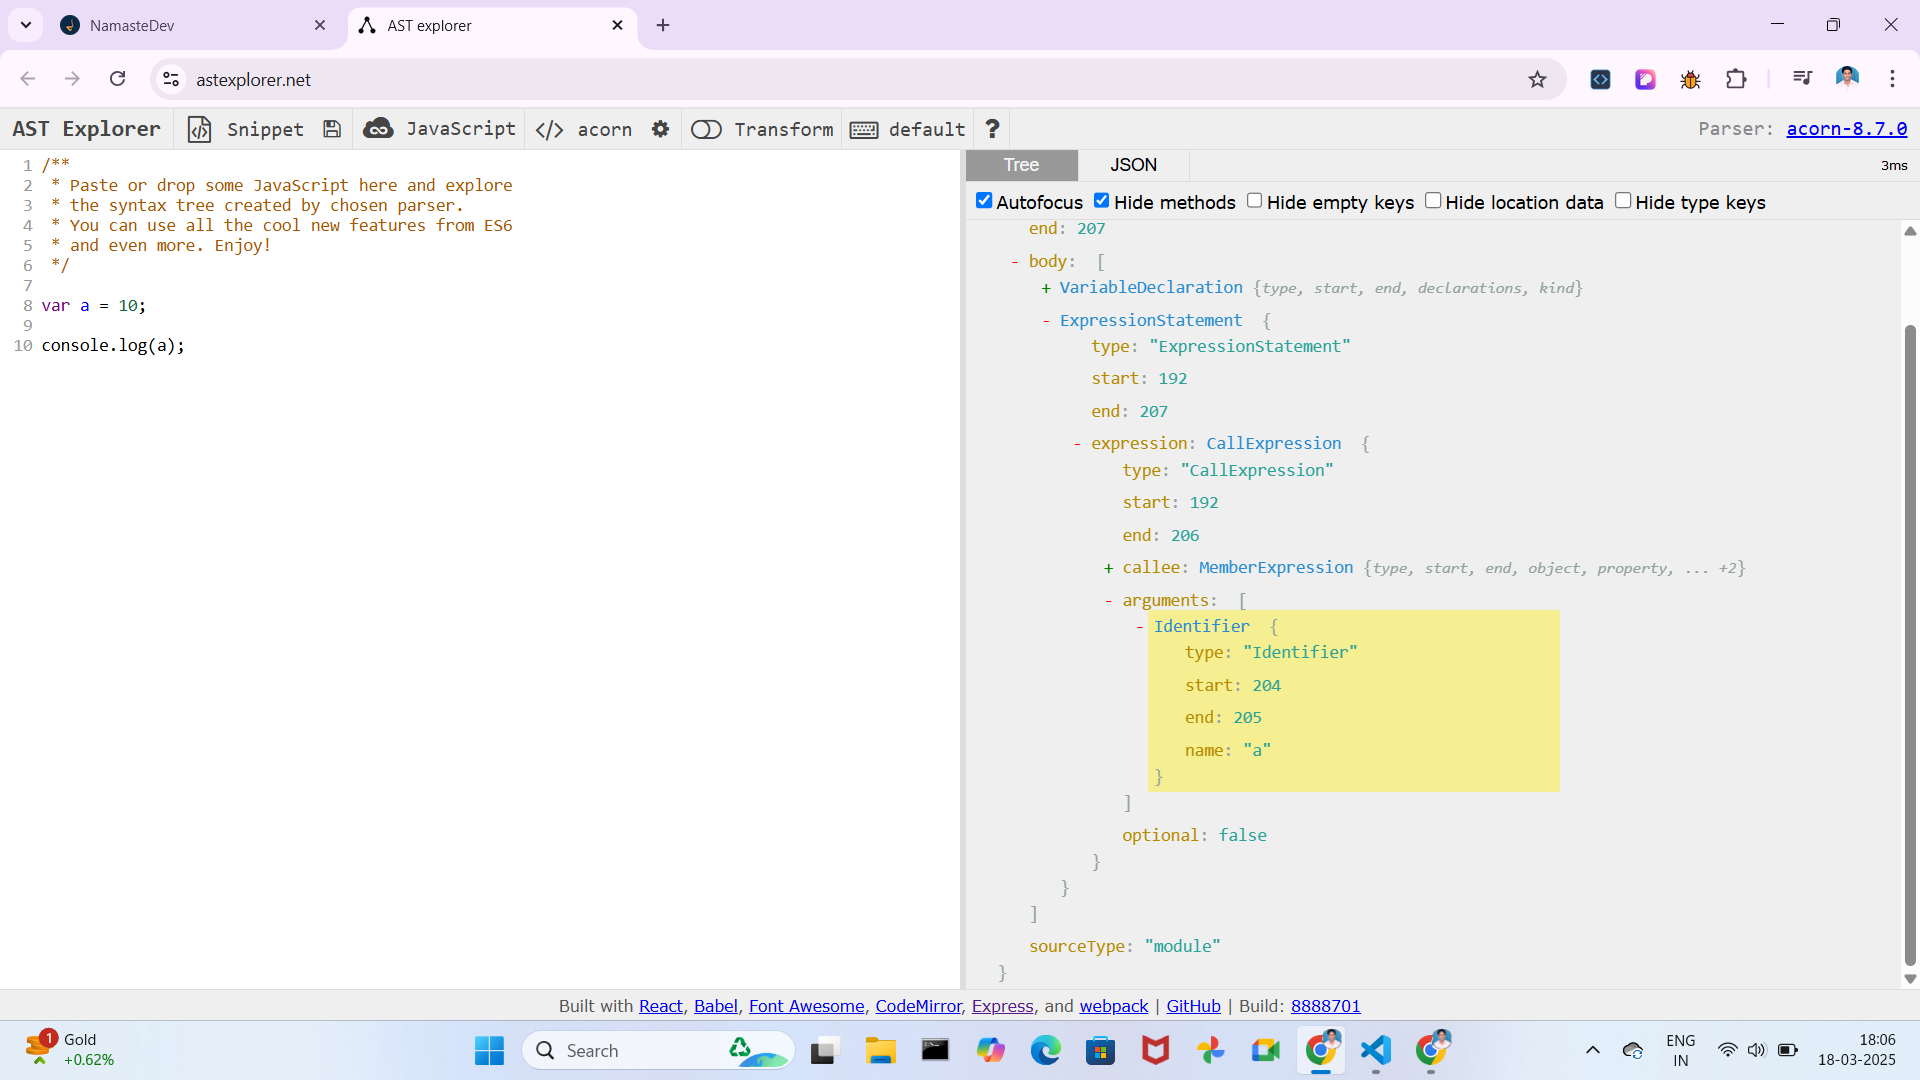 NamasteDev
AST explorer
astexplorer.net
AST Explorer Snippet JavaScript </> acorn Transform default ? Parser: acorn-8.7.0
1 /**
2 * Paste or drop some JavaScript here and explore
3 * the syntax tree created by chosen parser.
4 * You can use all the cool new features from ES6
5 * and even more. Enjoy!
6 */
7
8 var a = 10;
9
10 console.log(a);
Tree JSON 3ms
Autofocus Hide methods Hide empty keys Hide location data Hide type keys
end: 207
- body: [
+ VariableDeclaration {type, start, end, declarations, kind}
- ExpressionStatement {
type: "ExpressionStatement"
start: 192
end: 207
- expression: CallExpression {
type: "CallExpression"
start: 192
end: 206
+ callee: MemberExpression {type, start, end, object, property, ... +2}
- arguments: [
- Identifier {
type: "Identifier"
start: 204
end: 205
name: "a"
}
]
optional: false
}
}
]
sourceType: "module"
}
Built with React, Babel, Font Awesome, CodeMirror, Express, and webpack | GitHub | Build: 8888701
1
Gold
+0.62%
Search
ENG
IN
18:06
18-03-2025